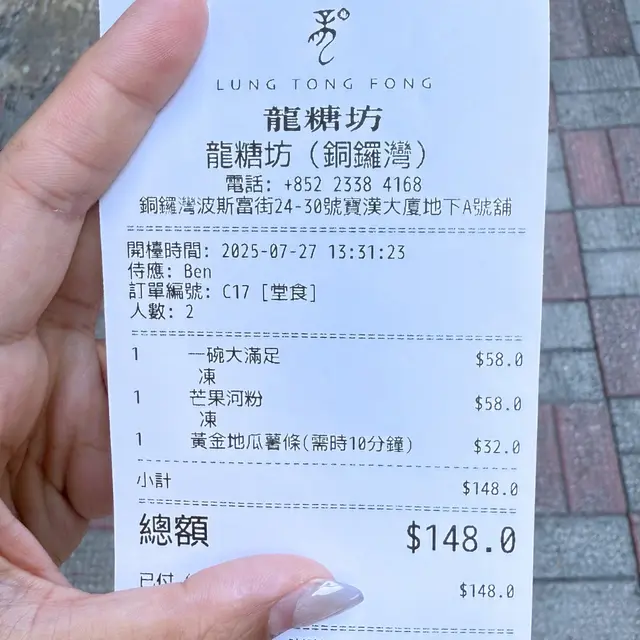 LUNG TONG FONG
龍糖坊
龍糖坊（銅鑼灣）
電話: +852 2338 4168
銅鑼灣波斯富街24-30號寶漢大廈地下A號舖
開檯時間: 2025-07-27 13:31:23
侍應: Ben
訂單編號: C17 [堂食]
人數: 2
1 一碗大滿足 $58.0
凍
1 芒果河粉 $58.0
凍
1 黃金地瓜薯條(需時10分鐘) $32.0
小計 $148.0
總額 $148.0
已付 $148.0